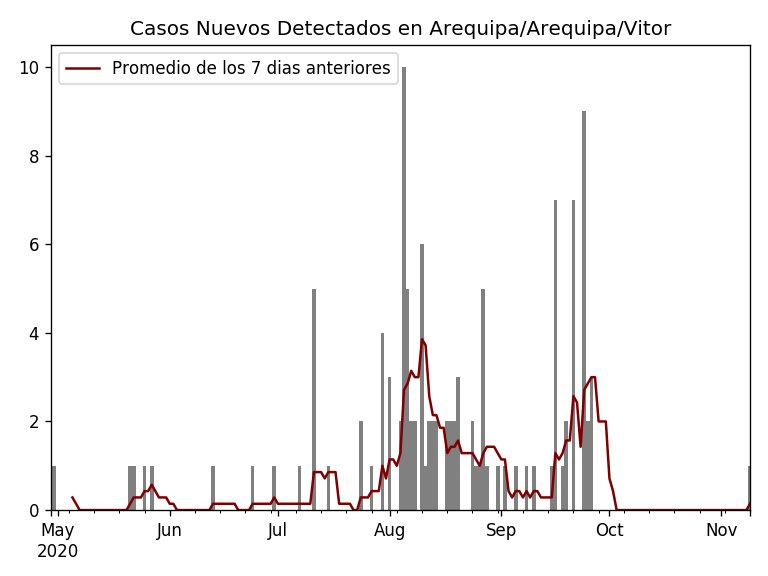 Casos Nuevos Detectados en Arequipa/Arequipa/Vitor
Promedio de los 7 dias anteriores
10
8
6
4
2
0
May Jun Jul Aug Sep Oct Nov
2020